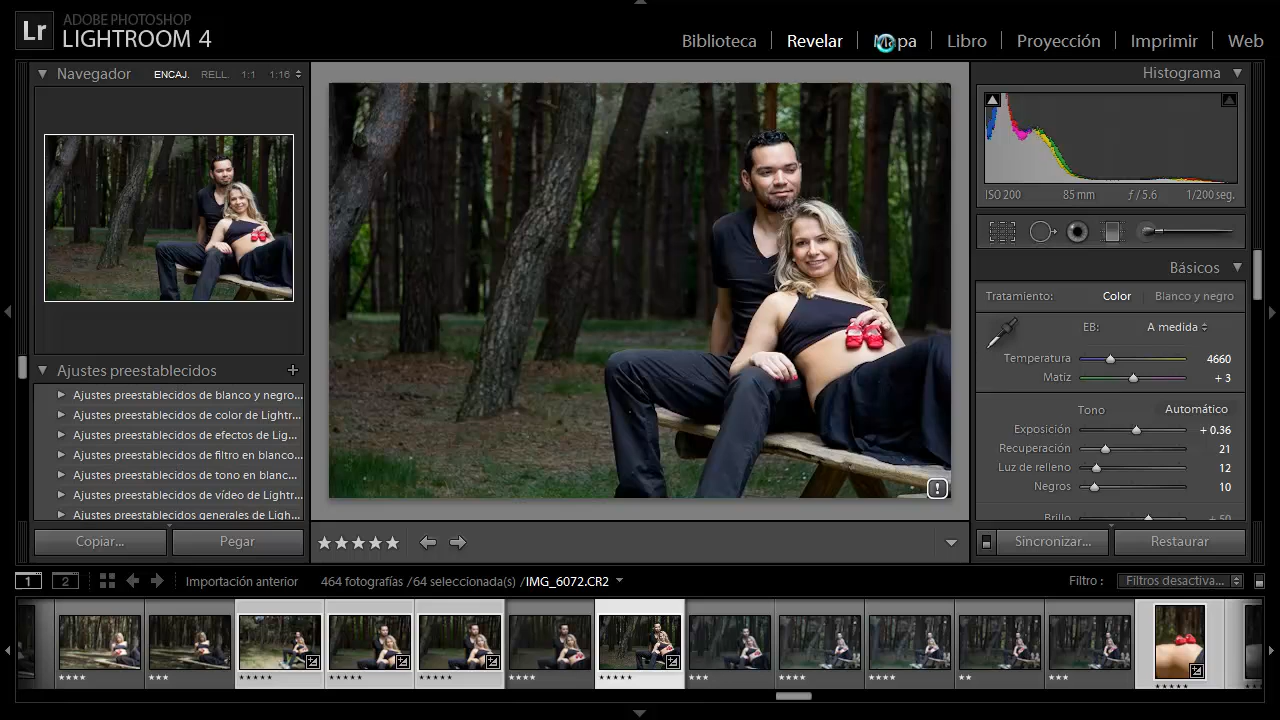 Lr
ADOBE PHOTOSHOP
LIGHTROOM 4
Biblioteca
Revelar
Mapa
Libro
Proyección
Imprimir
Web
Navegador
ENCAJ. RELL. 1:1 1:16
Ajustes preestablecidos +
Ajustes preestablecidos de blanco y negro...
Ajustes preestablecidos de color de Lightr...
Ajustes preestablecidos de efectos de Lig...
Ajustes preestablecidos de filtro en blanco...
Ajustes preestablecidos de tono en blanc...
Ajustes preestablecidos de vídeo de Lightr...
Ajustes preestablecidos generales de Ligh...
Copiar... Pegar
!
Histograma
ISO 200 85 mm ƒ / 5.6 1/200 seg.
Básicos
Tratamiento: Color Blanco y negro
EB: A medida
Temperatura 4660
Matiz + 3
Tono Automático
Exposición + 0.36
Recuperación 21
Luz de relleno 12
Negros 10
Brillo + 50
Sincronizar... Restaurar
1 2 Importación anterior 464 fotografías /64 seleccionada(s) /IMG_6072.CR2
Filtro : Filtros desactiva...